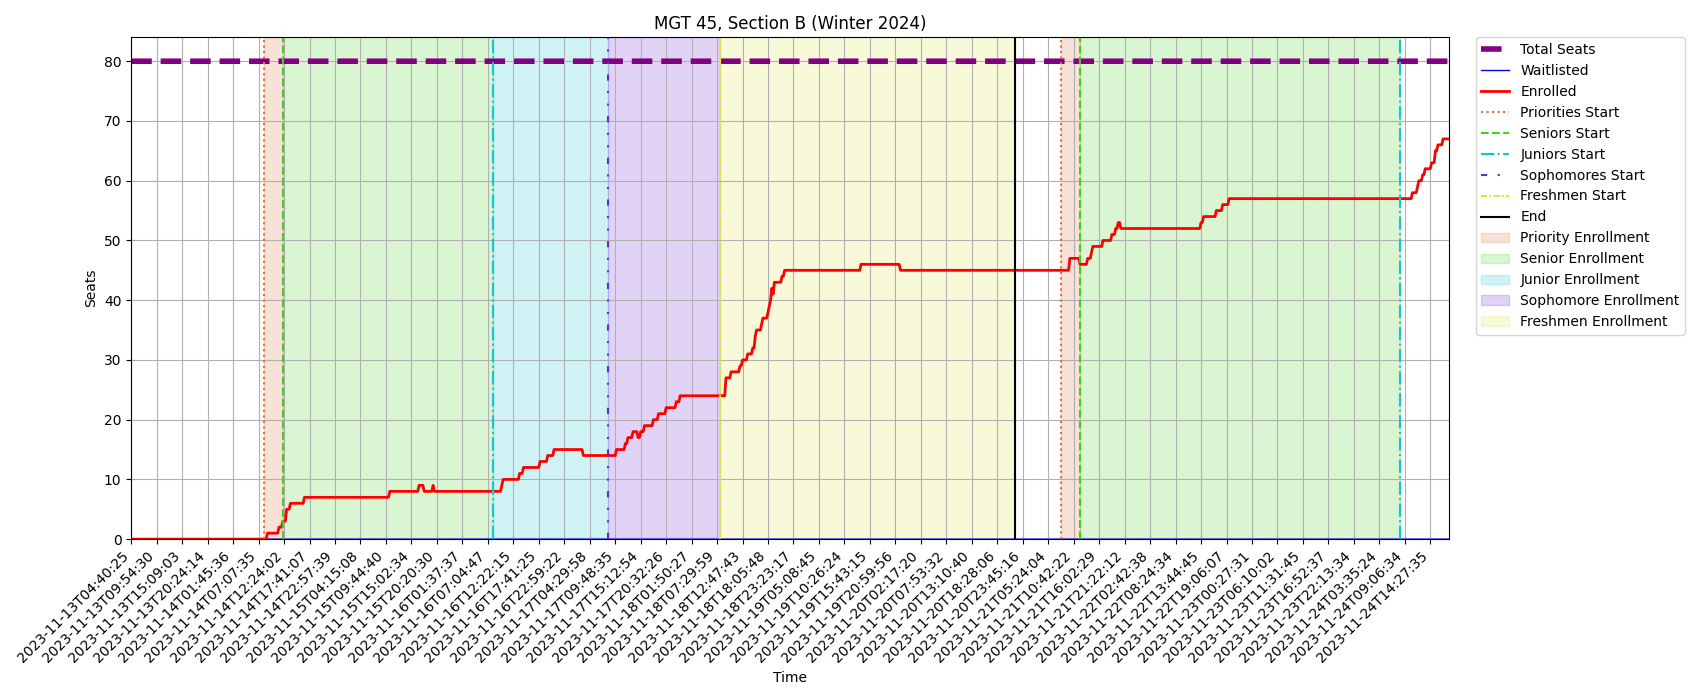 MGT 45, Section B (Winter 2024)
Seats
80
70
60
50
40
30
20
10
0
2023-11-13T04:40:25
2023-11-13T09:54:30
2023-11-13T15:09:03
2023-11-13T20:24:14
2023-11-14T01:45:36
2023-11-14T07:07:35
2023-11-14T12:24:02
2023-11-14T17:41:07
2023-11-14T22:57:39
2023-11-15T04:15:08
2023-11-15T09:44:40
2023-11-15T15:02:34
2023-11-15T20:20:30
2023-11-16T01:37:37
2023-11-16T07:04:47
2023-11-16T12:22:15
2023-11-16T17:41:25
2023-11-16T22:59:22
2023-11-17T04:29:58
2023-11-17T09:48:35
2023-11-17T15:12:54
2023-11-17T20:32:26
2023-11-18T01:50:27
2023-11-18T07:29:59
2023-11-18T12:47:43
2023-11-18T18:05:48
2023-11-18T23:23:17
2023-11-19T05:08:45
2023-11-19T10:26:24
2023-11-19T15:43:15
2023-11-19T20:59:56
2023-11-20T02:17:20
2023-11-20T07:53:32
2023-11-20T13:10:40
2023-11-20T18:28:06
2023-11-20T23:45:16
2023-11-21T05:24:04
2023-11-21T10:42:22
2023-11-21T16:02:29
2023-11-21T21:22:12
2023-11-22T02:42:38
2023-11-22T08:24:34
2023-11-22T13:44:45
2023-11-22T19:06:07
2023-11-23T00:27:31
2023-11-23T06:10:02
2023-11-23T11:31:45
2023-11-23T16:52:37
2023-11-23T22:13:34
2023-11-24T03:35:24
2023-11-24T09:06:34
2023-11-24T14:27:35
Time
Total Seats
Waitlisted
Enrolled
Priorities Start
Seniors Start
Juniors Start
Sophomores Start
Freshmen Start
End
Priority Enrollment
Senior Enrollment
Junior Enrollment
Sophomore Enrollment
Freshmen Enrollment